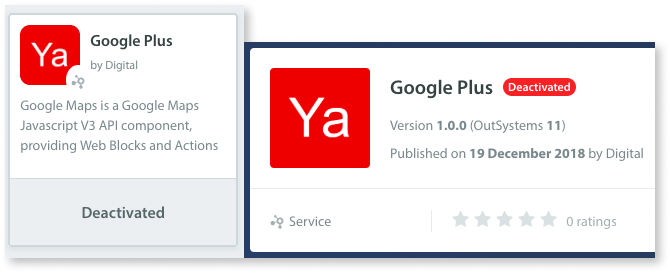 Ya
Google Plus
by Digital
Google Maps is a Google Maps
Javascript V3 API component,
providing Web Blocks and Actions
Deactivated
Ya
Google Plus Deactivated
Version 1.0.0 (OutSystems 11)
Published on 19 December 2018 by Digital
Service
0 ratings